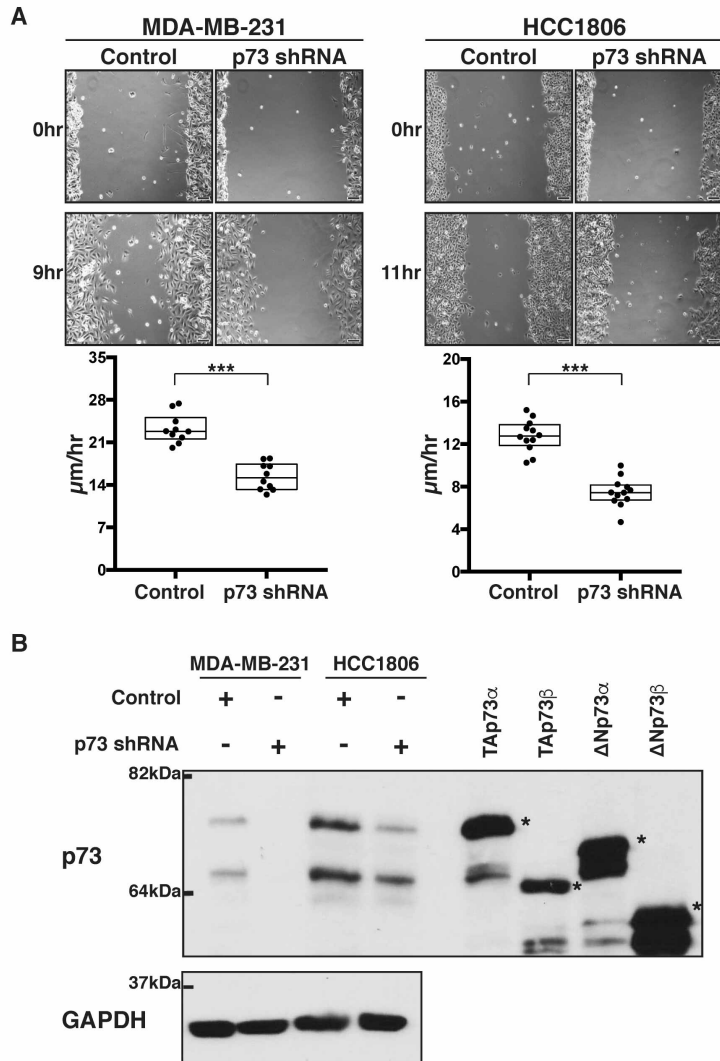 A
MDA-MB-231 HCC1806
Control p73 shRNA Control p73 shRNA
0hr 0hr
9hr 11hr
35 20
*** ***
28 16
21 12
µm/hr µm/hr
14 8
7 4
0 0
Control p73 shRNA Control p73 shRNA
B
MDA-MB-231 HCC1806
TAp73α TAp73β ΔNp73α ΔNp73β
Control + - + -
p73 shRNA - + - +
82kDa
* * * *
p73
64kDa
37kDa
GAPDH